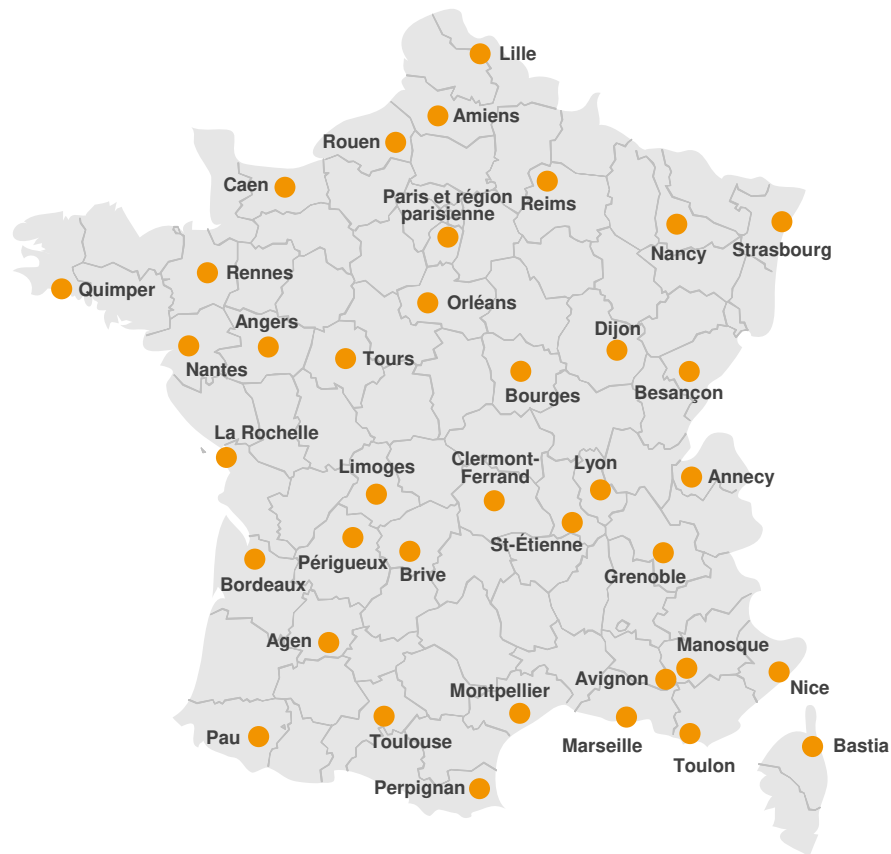 Lille
Amiens
Rouen
Caen
Paris et région
parisienne
Reims
Nancy
Strasbourg
Rennes
Quimper
Orléans
Angers
Dijon
Nantes
Tours
Bourges
Besançon
La Rochelle
Limoges
Clermont-
Ferrand
Lyon
Annecy
St-Étienne
Périgueux
Brive
Grenoble
Bordeaux
Agen
Manosque
Avignon
Nice
Montpellier
Pau
Toulouse
Marseille
Toulon
Bastia
Perpignan